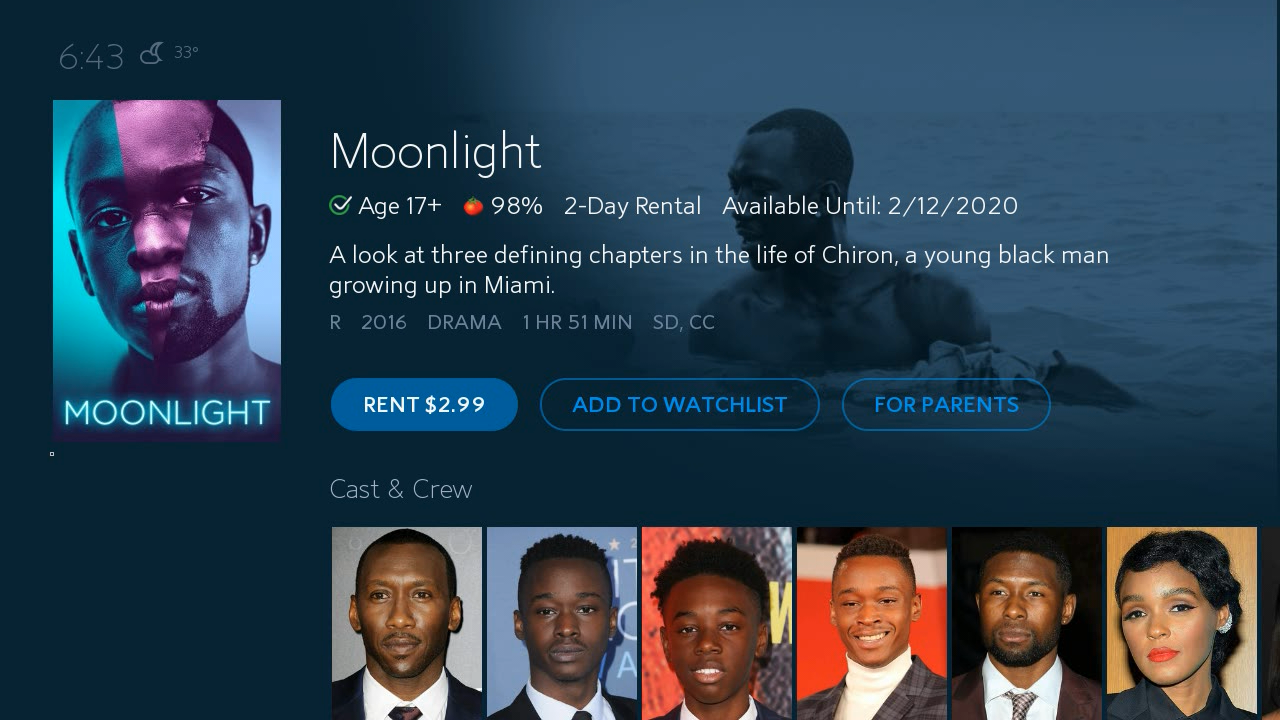 6:43 33°
Moonlight
Age 17+ 98% 2-Day Rental Available Until: 2/12/2020
A look at three defining chapters in the life of Chiron, a young black man
growing up in Miami.
R 2016 DRAMA 1 HR 51 MIN SD, CC
MOONLIGHT
RENT $2.99 ADD TO WATCHLIST FOR PARENTS
Cast & Crew